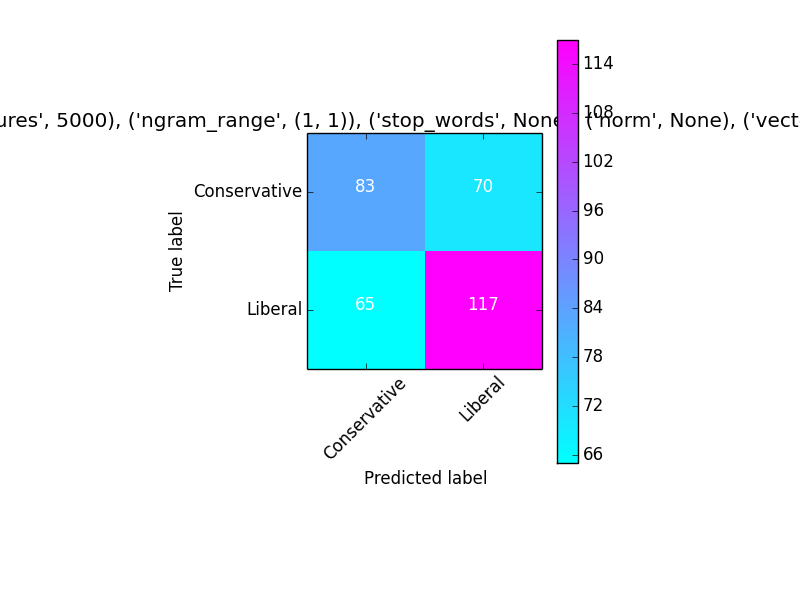 ures', 5000), ('ngram_range', (1, 1)), ('stop_words', None), ('norm', None), ('vect
114
108
102
96
90
84
78
72
66
True label
Conservative
83 70
Liberal
65 117
Conservative
Liberal
Predicted label